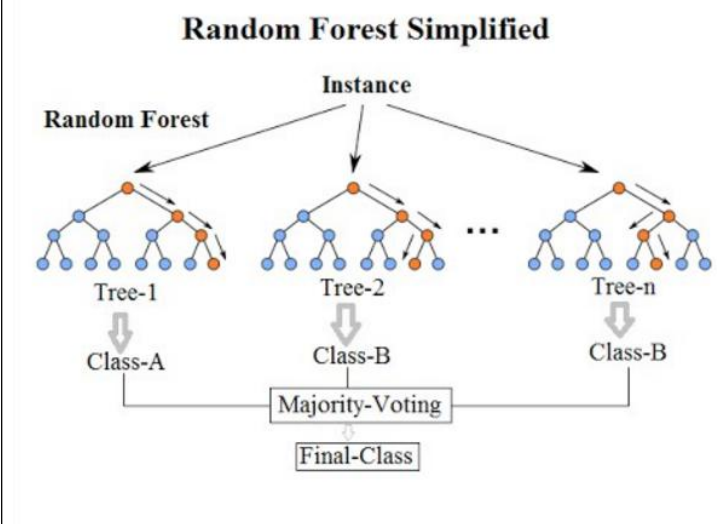 Random Forest Simplified
Instance
Random Forest
...
Tree-1
Tree-2
Tree-n
Class-A
Class-B
Class-B
Majority-Voting
Final-Class